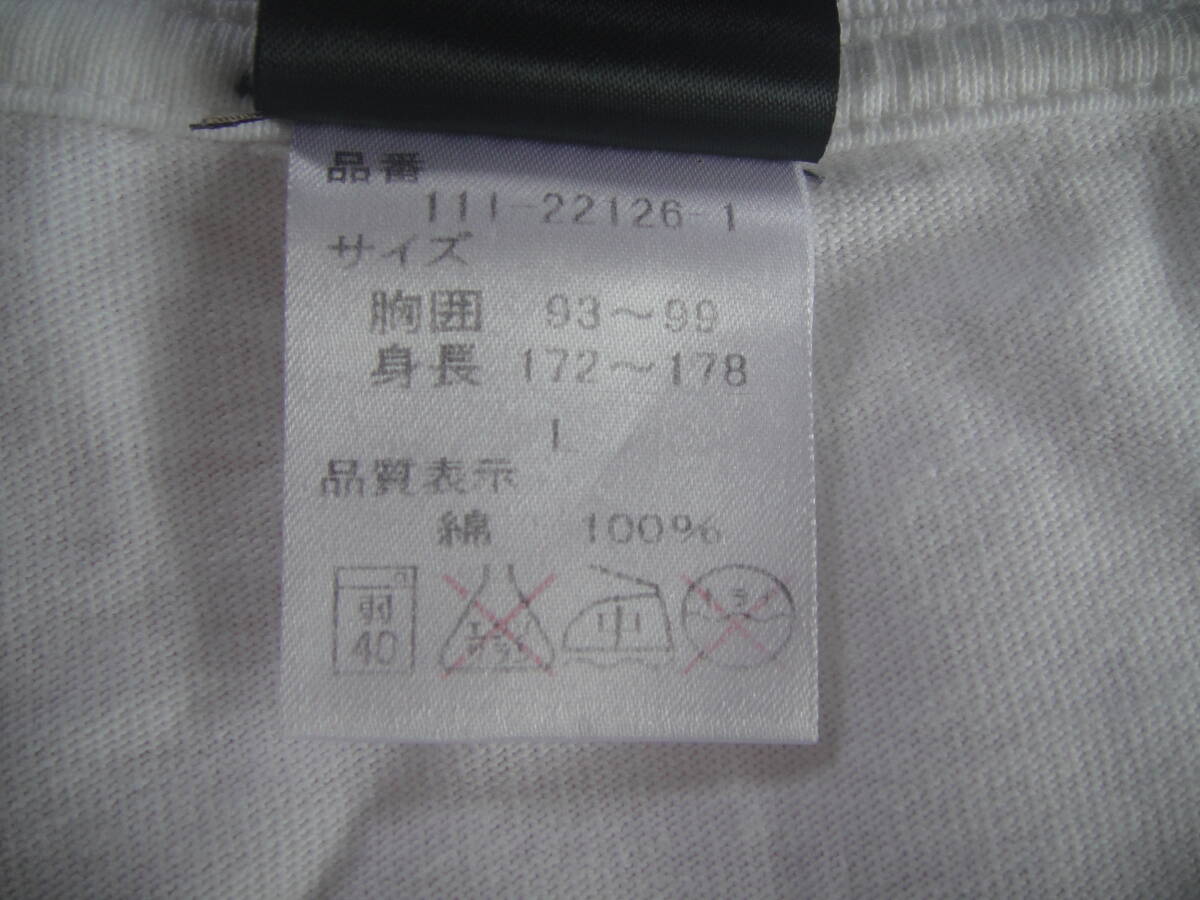 品番
111-22126-1
サイズ
胸囲 93～99
身長 172～178
L
品質表示
綿 100%
弱 40
中